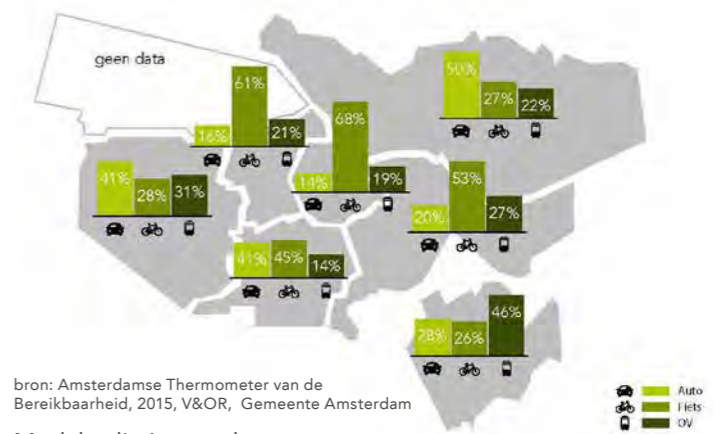 geen data
16% 61% 21%
50% 27% 22%
14% 68% 19%
41% 28% 31%
20% 53% 27%
41% 45% 14%
28% 26% 46%
bron: Amsterdamse Thermometer van de
Bereikbaarheid, 2015, V&OR, Gemeente Amsterdam
Auto
Fiets
OV